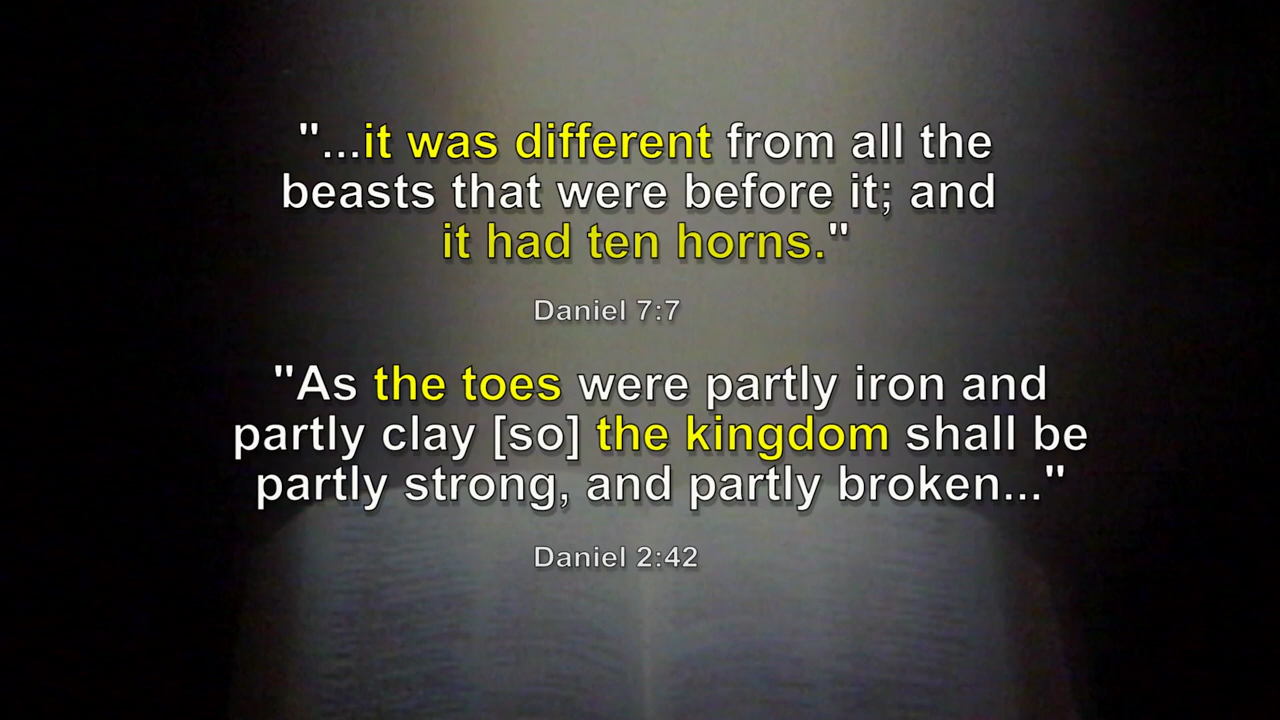 "...it was different from all the
beasts that were before it; and
it had ten horns."
Daniel 7:7
"As the toes were partly iron and
partly clay [so] the kingdom shall be
partly strong, and partly broken..."
Daniel 2:42